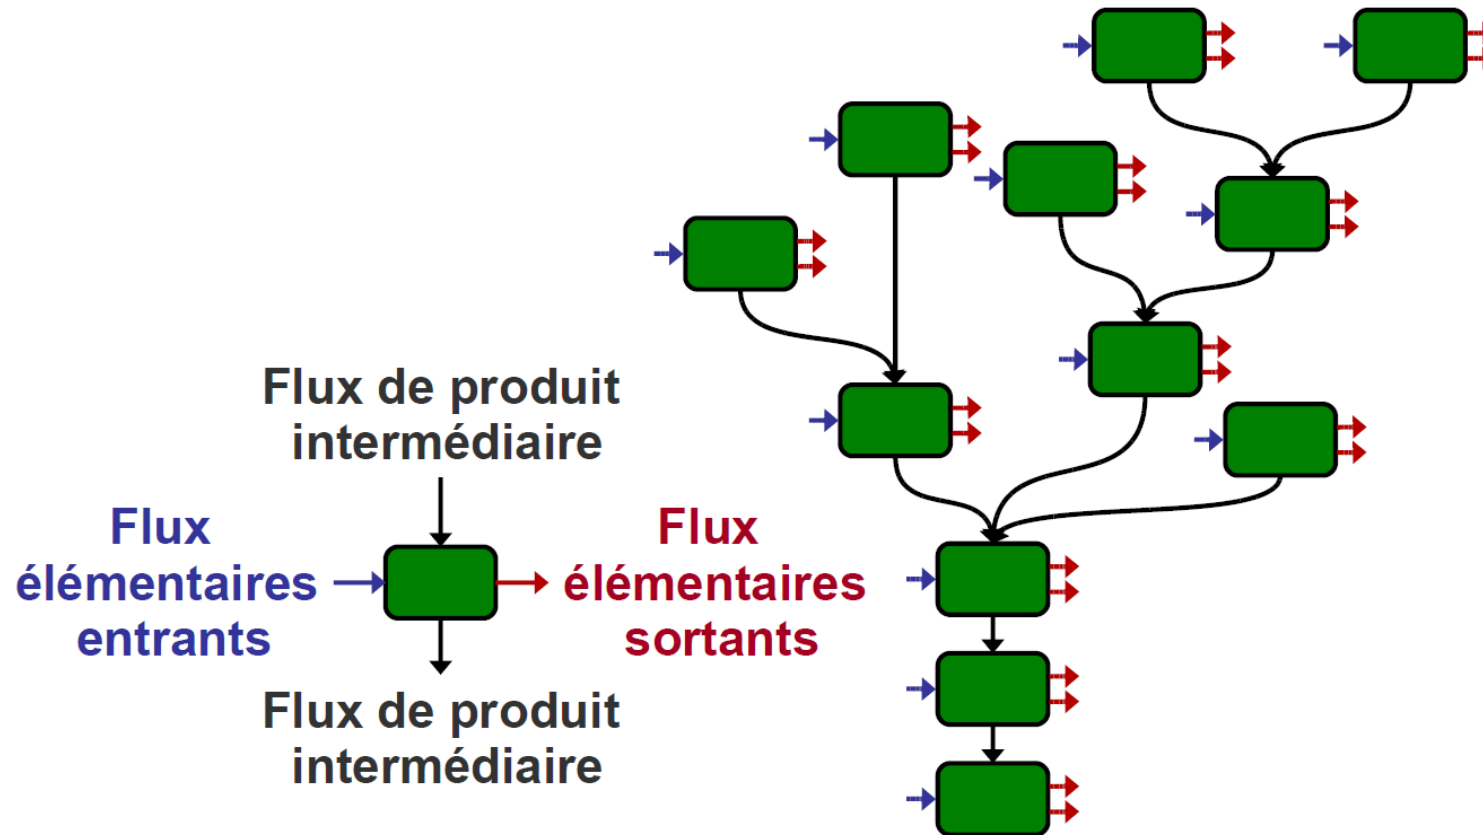 Flux de produit
intermédiaire
Flux
élémentaires
entrants
Flux
élémentaires
sortants
Flux de produit
intermédiaire